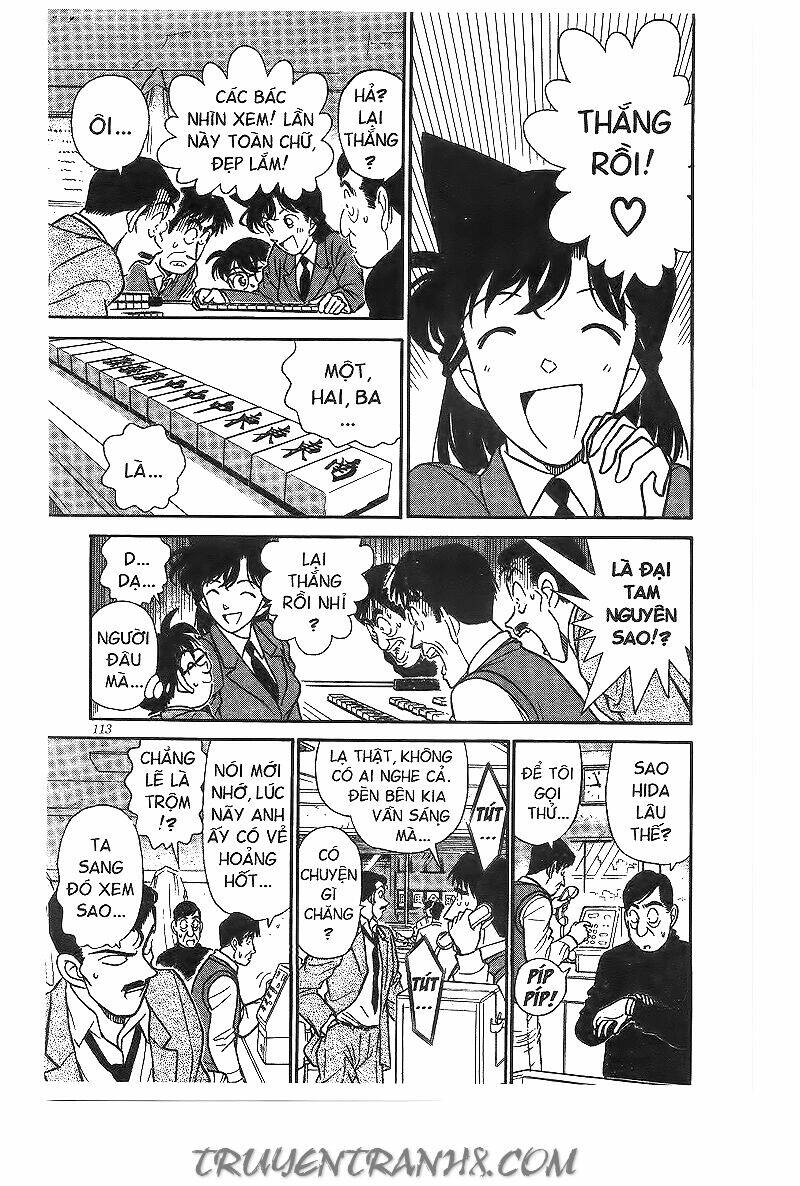 THẮNG
RỒI!
♡
HẢ?
LẠI
THẮNG
?
CÁC BÁC
NHÌN XEM! LẦN
NÀY TOÀN CHỮ,
ĐẸP LẮM!
ÔI...
MỘT,
HAI, BA
...
LÀ...
LÀ ĐẠI
TAM
NGUYÊN
SAO!?
LẠI
THẮNG
RỒI NHỈ
?
D...
DẠ...
NGƯỜI
ĐÂU
MÀ...
113
SAO
HIDA
LÂU
THẾ?
ĐỂ TÔI
GỌI
THỬ...
PÍP
PÍP!
TÚT
...
LẠ THẬT, KHÔNG
CÓ AI NGHE CẢ.
ĐÈN BÊN KIA
VẪN SÁNG
MÀ...
TÚT
...
CÓ
CHUYỆN
GÌ
CHĂNG
?
NÓI MỚI
NHỚ, LÚC
NÃY ANH
ẤY CÓ VẺ
HOẢNG
HỐT...
CHẲNG
LẼ LÀ
TRỘM
!?
TA
SANG
ĐÓ XEM
SAO...
TRUYENTRANH8.COM